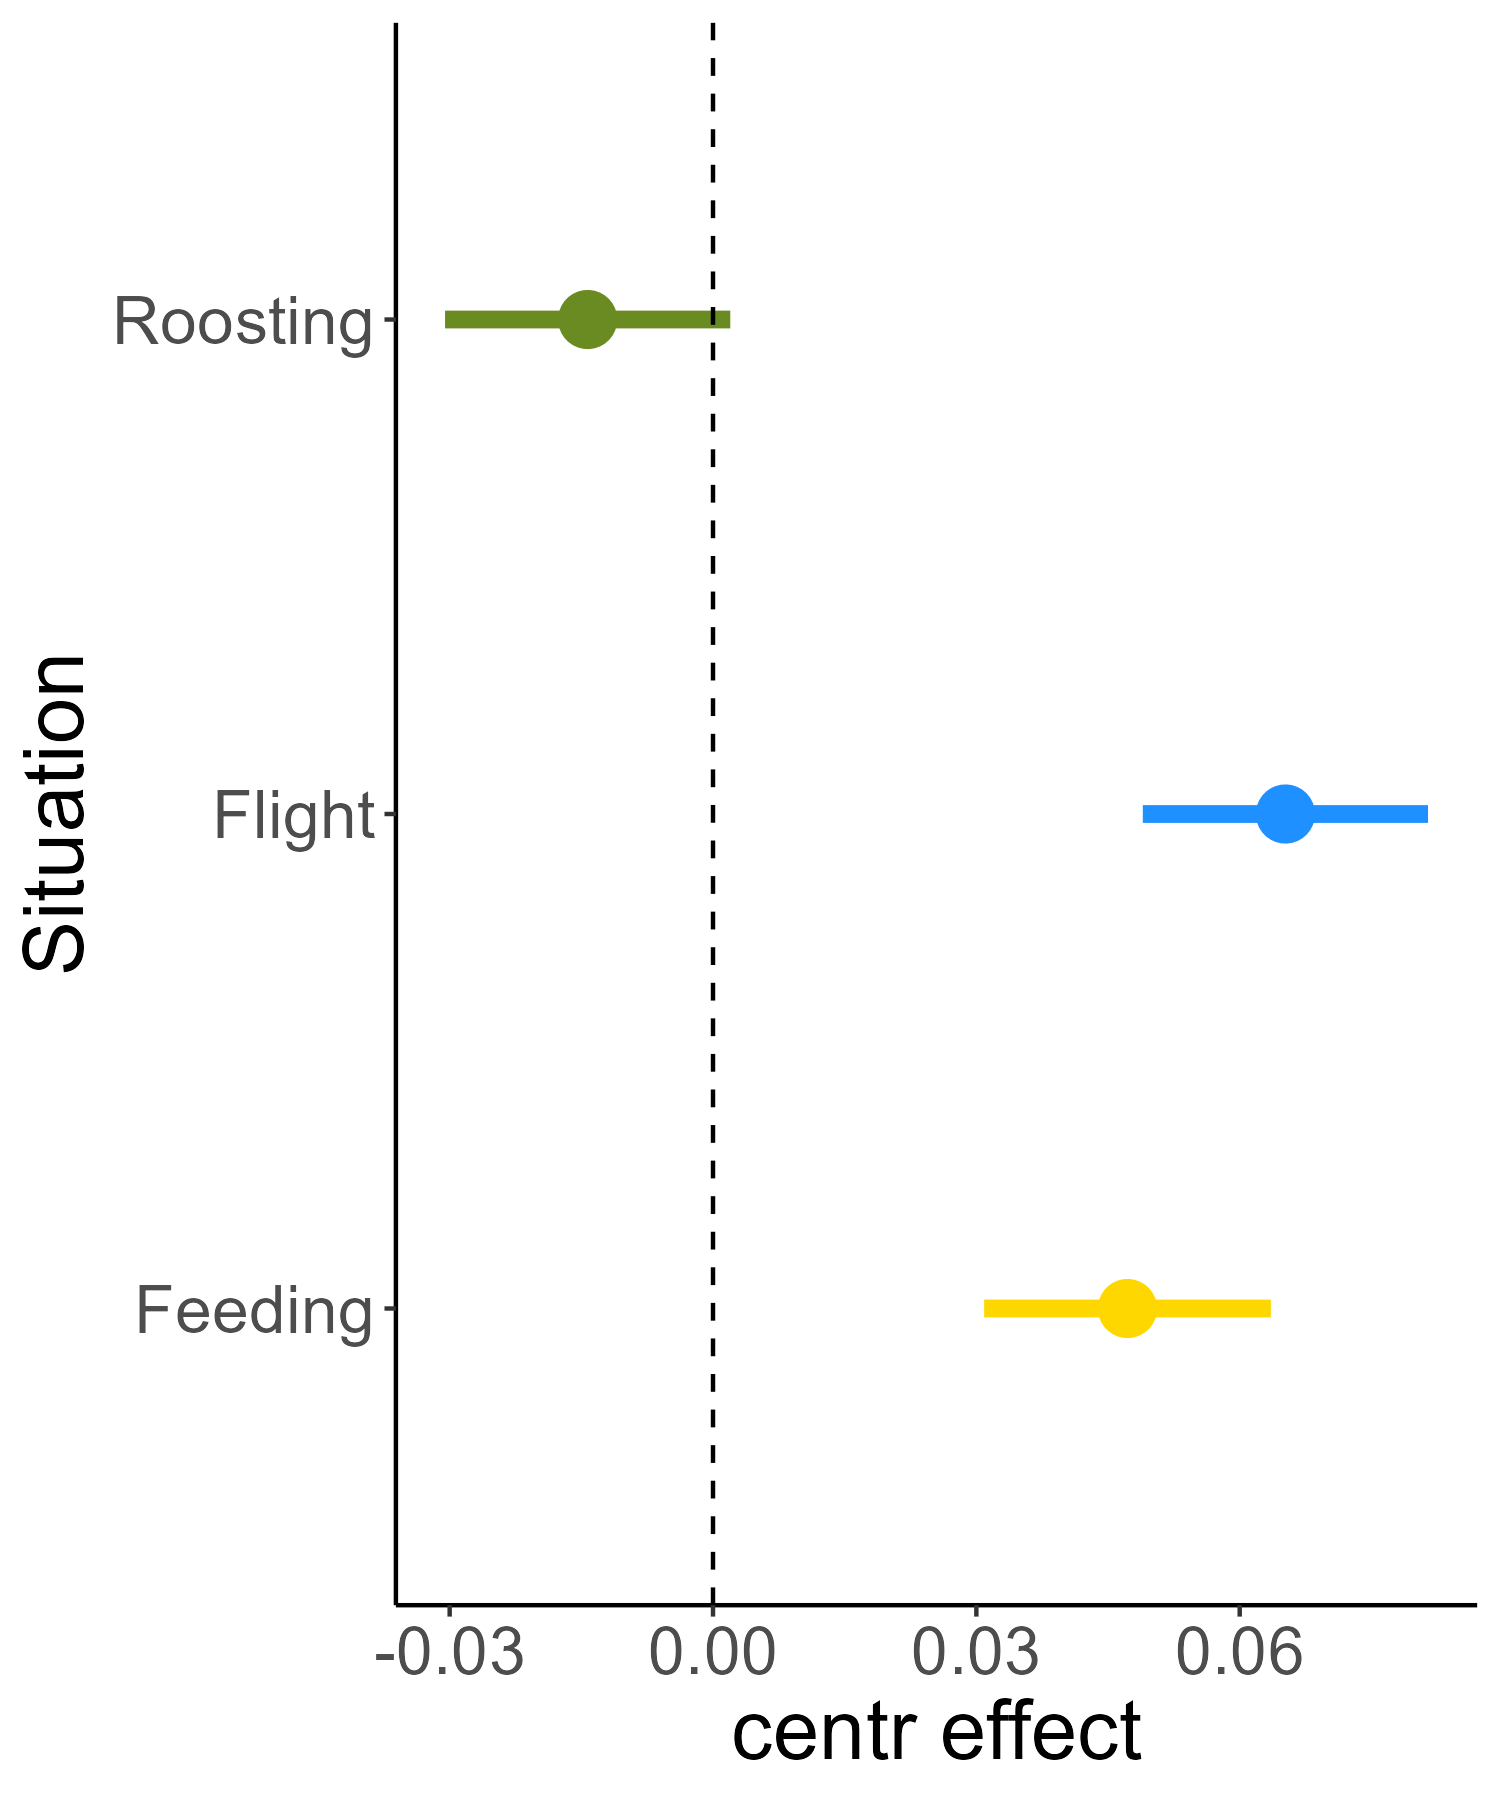 Situation
Roosting
Flight
Feeding
-0.03 0.00 0.03 0.06
centr effect